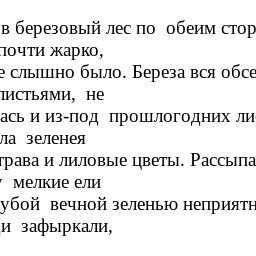 в березовый лес по обеим стор
почти жарко,
е слышно было. Береза вся обсе
листьями, не
ась и из-под прошлогодних ли
ла зеленея
трава и лиловые цветы. Рассыпа
у мелкие ели
убой вечной зеленью неприятн
и зафыркали,